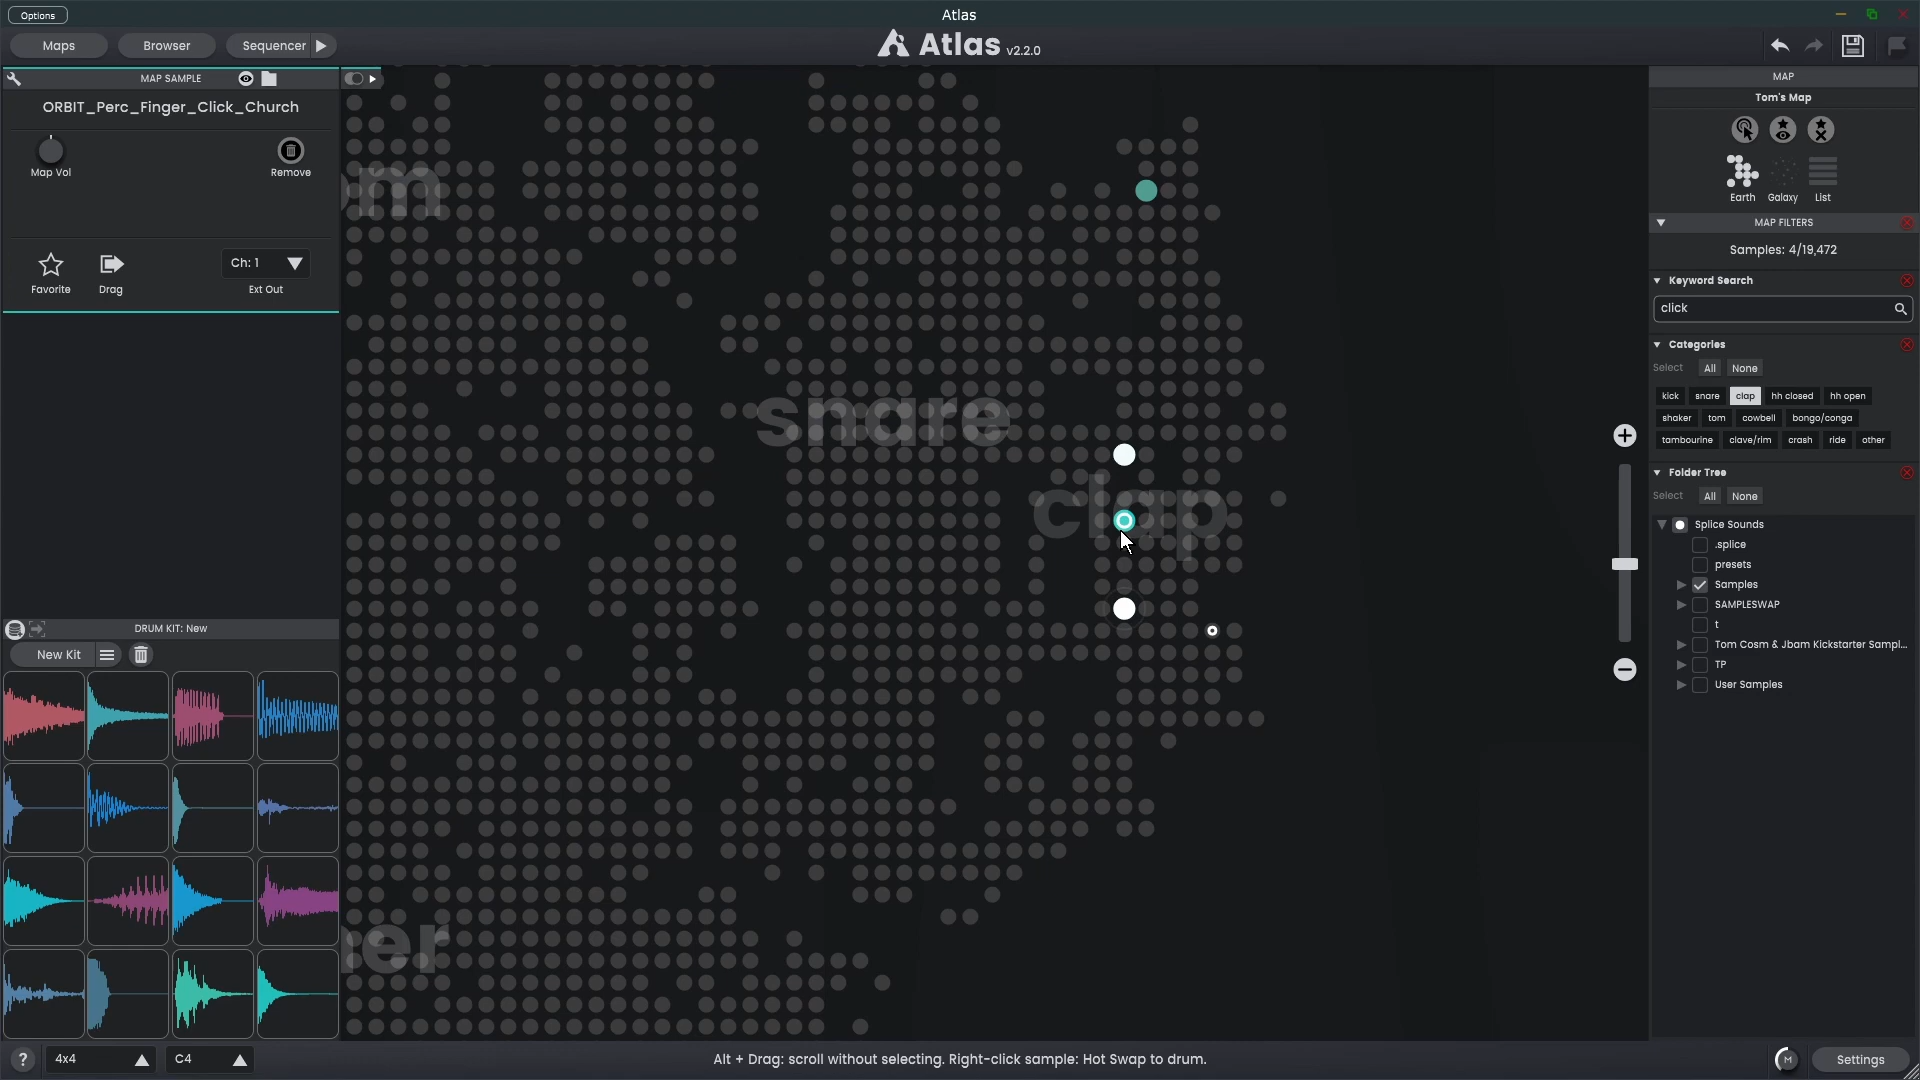 Options
Atlas
Maps
Browser
Sequencer
Atlas v2.2.0
MAP SAMPLE
ORBIT_Perc_Finger_Click_Church
Map Vol
Remove
Favorite
Drag
Ch: 1
Ext Out
om
snare
clap
her
DRUM KIT: New
New Kit
?
4x4
C4
Alt + Drag: scroll without selecting. Right-click sample: Hot Swap to drum.
MAP
Tom's Map
Earth
Galaxy
List
MAP FILTERS
Samples: 4/19,472
Keyword Search
click
Categories
Select All None
kick snare clap hh closed hh open
shaker tom cowbell bongo/conga
tambourine clave/rim crash ride other
Folder Tree
Select All None
Splice Sounds
.splice
presets
Samples
SAMPLESWAP
t
Tom Cosm & Jbam Kickstarter Sampl...
TP
User Samples
M
Settings